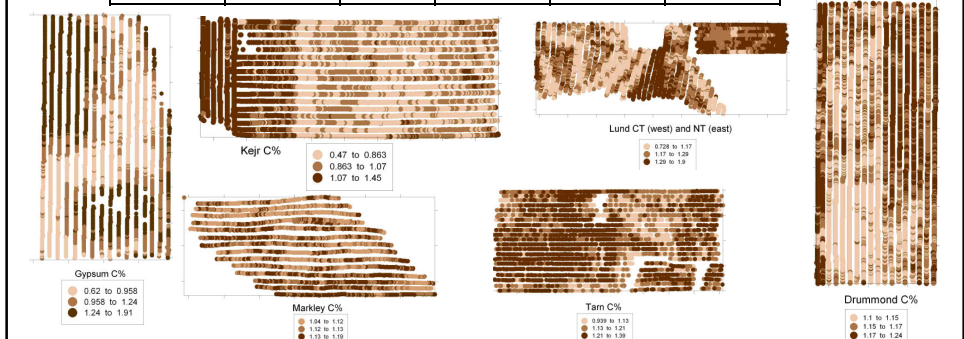 Kejr C%
0.47 to 0.863
0.863 to 1.07
1.07 to 1.45
Lund CT (west) and NT (east)
0.728 to 1.17
1.17 to 1.29
1.29 to 1.9
Gypsum C%
0.62 to 0.958
0.958 to 1.24
1.24 to 1.91
Markley C%
1.04 to 1.12
1.12 to 1.13
1.13 to 1.19
Tarn C%
0.939 to 1.13
1.13 to 1.21
1.21 to 1.39
Drummond C%
1.1 to 1.15
1.15 to 1.17
1.17 to 1.24